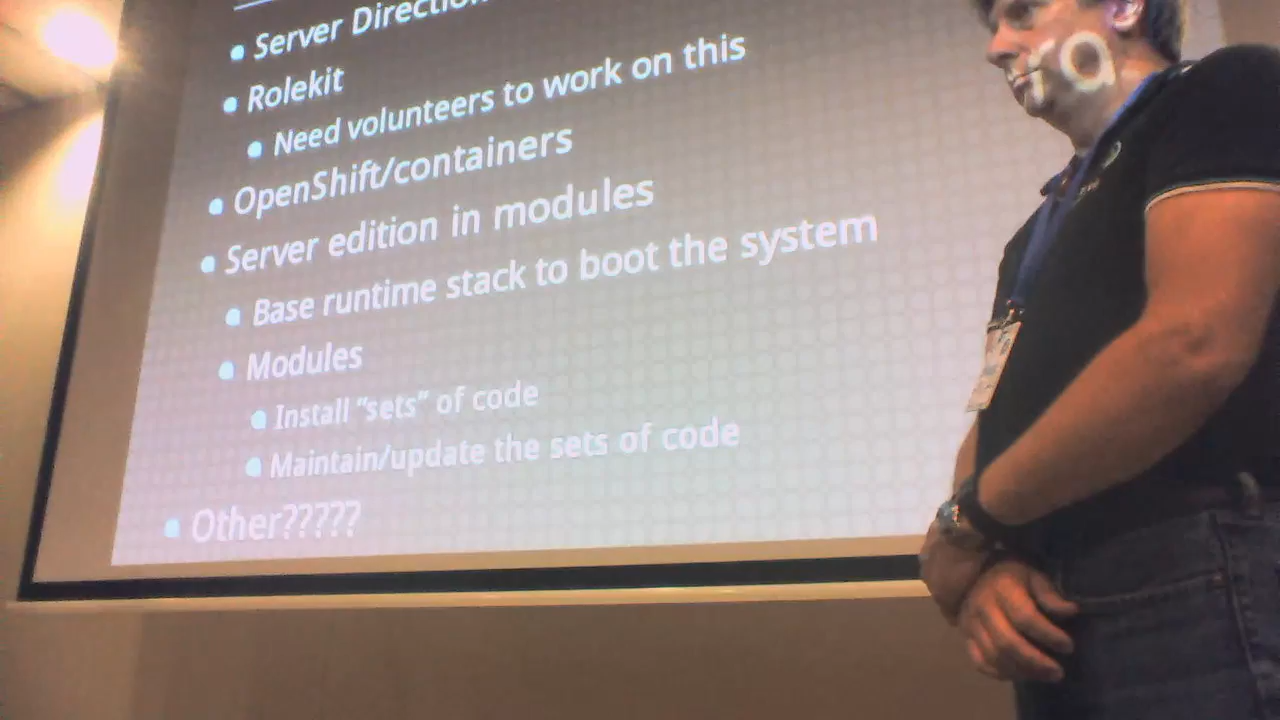 Server Direction
Rolekit
Need volunteers to work on this
OpenShift/containers
Server edition in modules
Base runtime stack to boot the system
Modules
Install “sets” of code
Maintain/update the sets of code
Other?????
ra